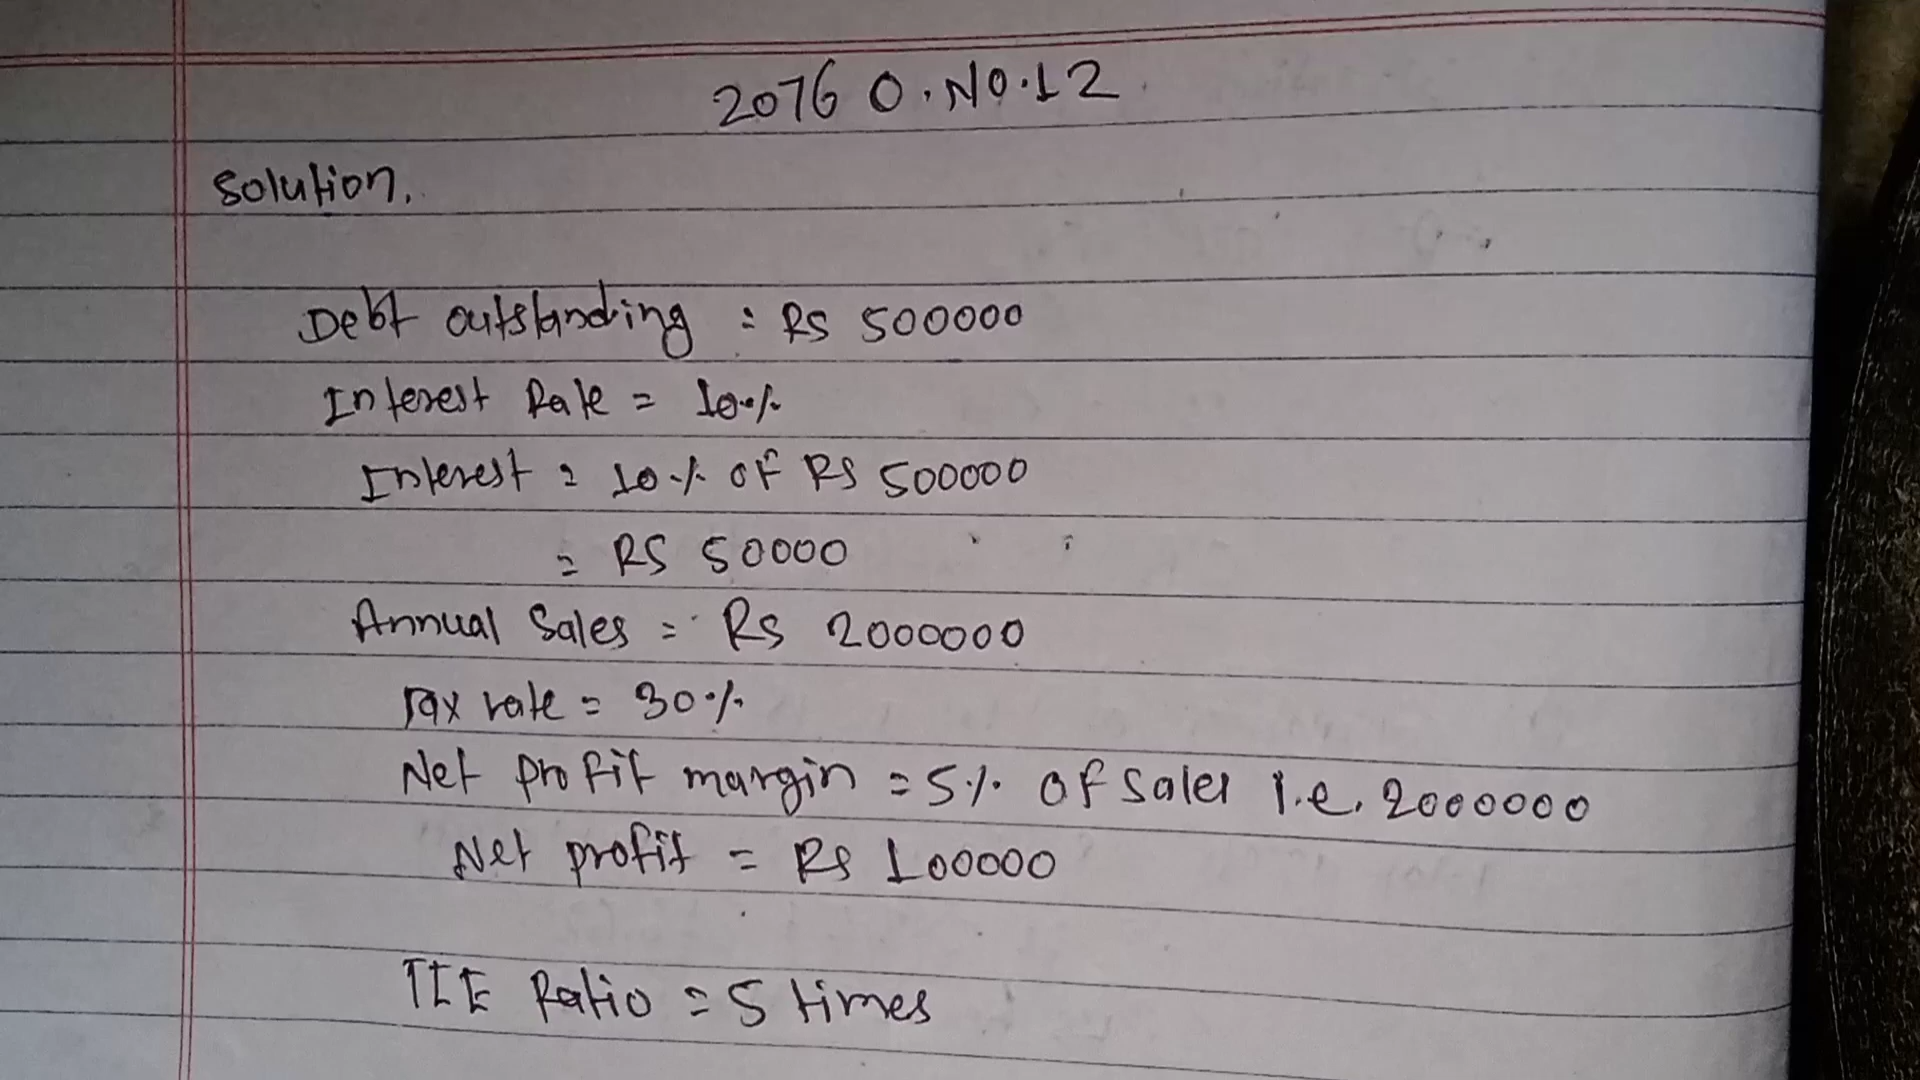 2076 Q.NO.12
Solution,
Debt outstanding = Rs 500000
Interest Rate = 10%
Interest = 10% of Rs 500000
= RS 50000
Annual Sales = Rs 2000000
Tax rate = 30%
Net profit margin = 5% of sales i.e. 2000000
Net profit = Rs 100000
TIE Ratio = 5 times